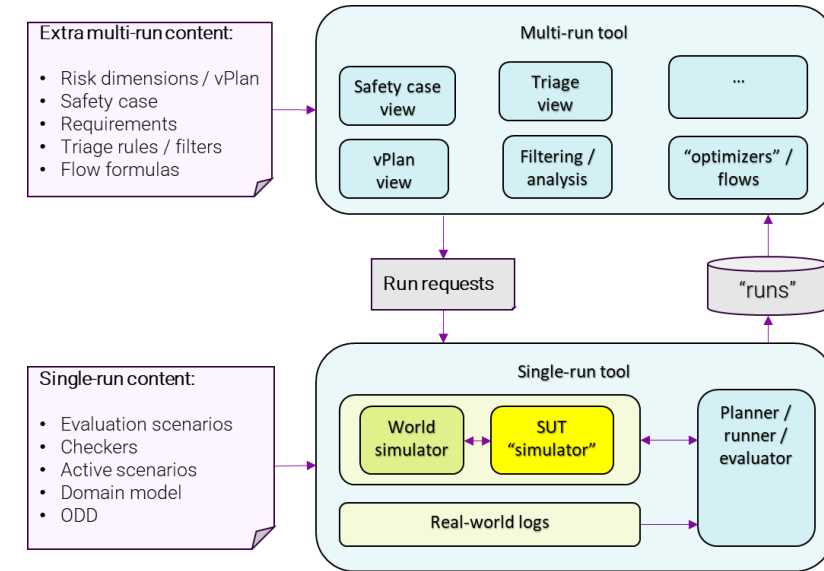 Extra multi-run content:
• Risk dimensions / vPlan
• Safety case
• Requirements
• Triage rules / filters
• Flow formulas
Multi-run tool
Safety case
view
Triage
view
...
vPlan
view
Filtering /
analysis
“optimizers” /
flows
Run requests
“runs”
Single-run content:
• Evaluation scenarios
• Checkers
• Active scenarios
• Domain model
• ODD
Single-run tool
World
simulator
SUT
“simulator”
Planner /
runner /
evaluator
Real-world logs